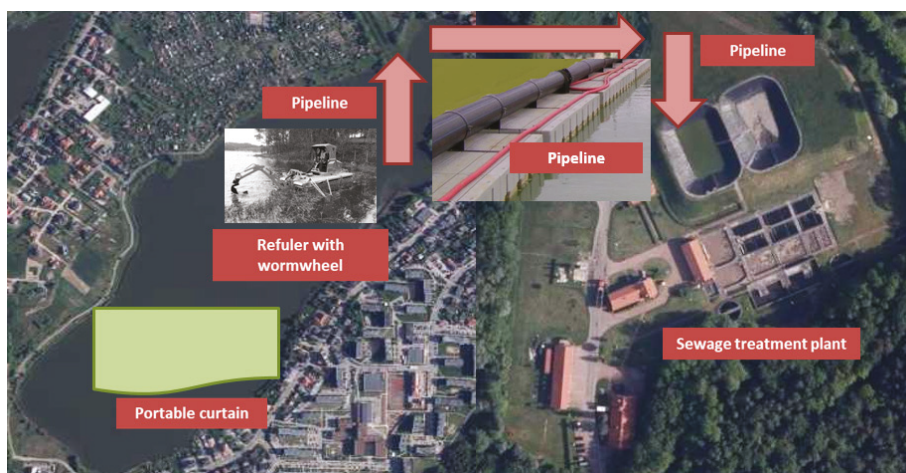 Pipeline
Pipeline
Pipeline
Refuler with
wormwheel
Sewage treatment plant
Portable curtain